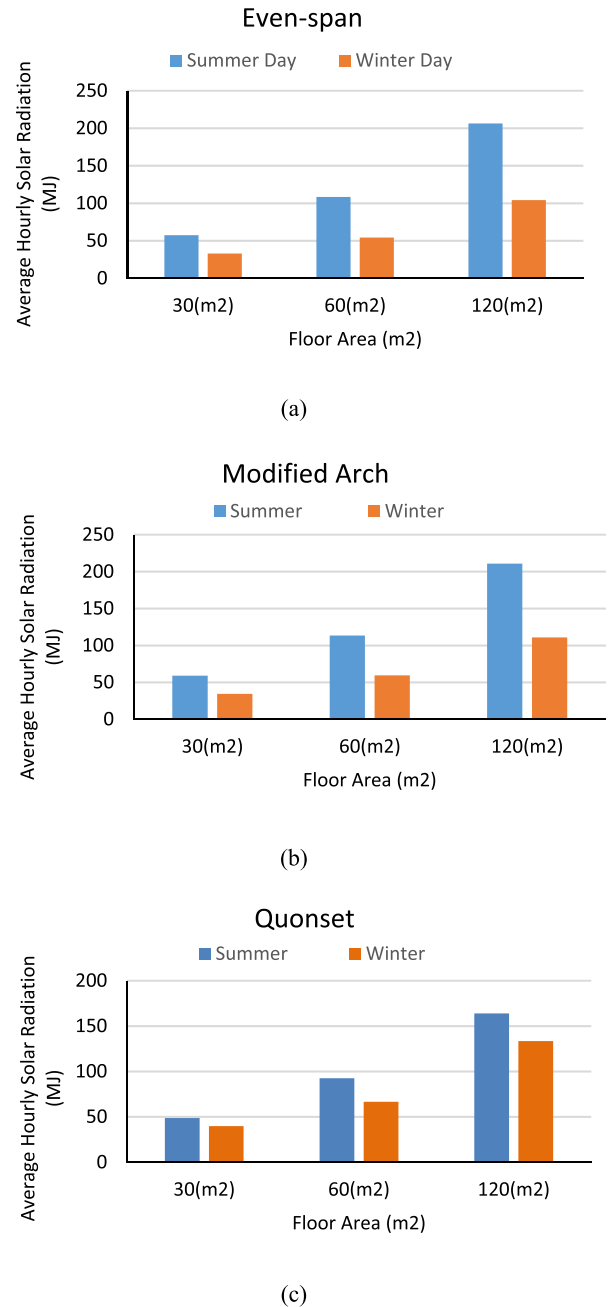 Even-span
Summer Day Winter Day
Average Hourly Solar Radiation
(MJ)
250
200
150
100
50
0
30(m2) 60(m2) 120(m2)
Floor Area (m2)
(a)
Modified Arch
Summer Winter
Average Hourly Solar Radiation
(MJ)
250
200
150
100
50
0
30(m2) 60(m2) 120(m2)
Floor Area (m2)
(b)
Quonset
Summer Winter
Average Hourly Solar Radiation
(MJ)
200
150
100
50
0
30(m2) 60(m2) 120(m2)
Floor Area (m2)
(c)